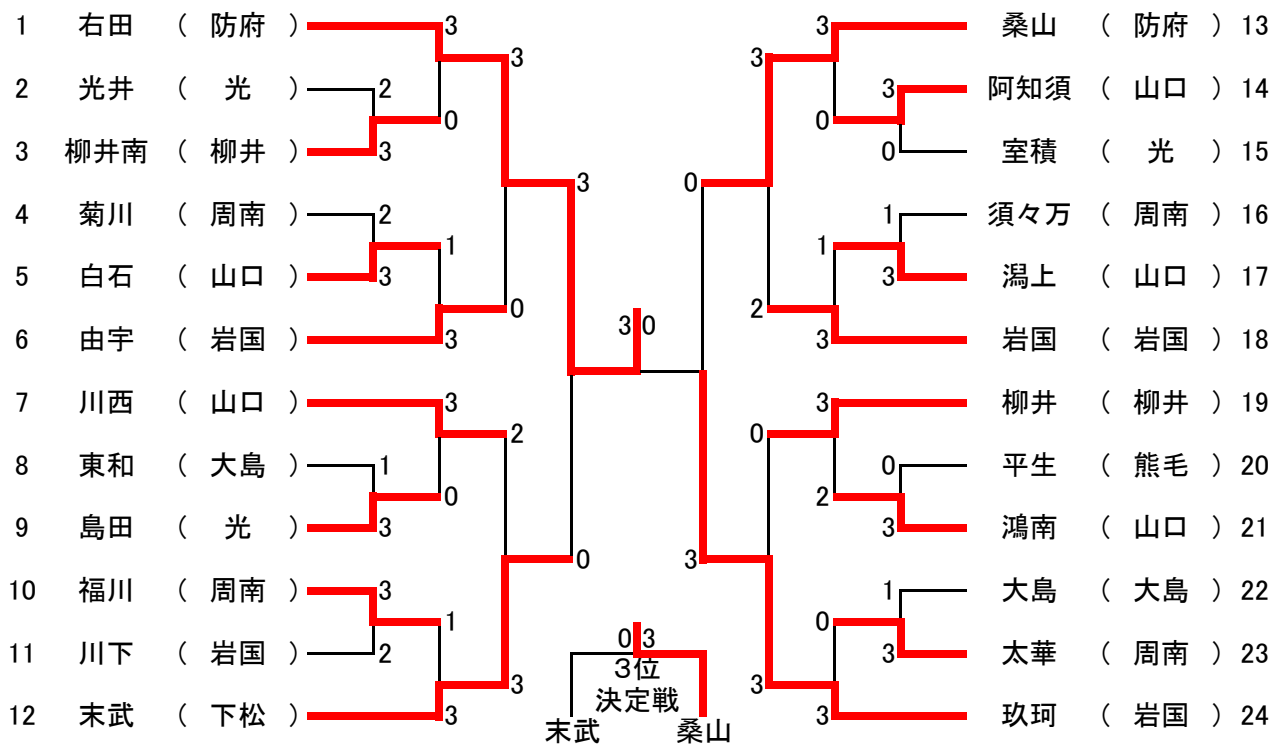 1 右田 ( 防府 ) 3 3 桑山 ( 防府 ) 13
3 3
2 光井 ( 光 ) 2 3 阿知須 ( 山口 ) 14
0 0
3 柳井南 ( 柳井 ) 3 0 室積 ( 光 ) 15
3 0
4 菊川 ( 周南 ) 2 1 須々万 ( 周南 ) 16
1 1
5 白石 ( 山口 ) 3 3 潟上 ( 山口 ) 17
0 2
3 0
6 由宇 ( 岩国 ) 3 3 岩国 ( 岩国 ) 18
7 川西 ( 山口 ) 3 3 柳井 ( 柳井 ) 19
2 0
8 東和 ( 大島 ) 1 0 平生 ( 熊毛 ) 20
0 2
9 島田 ( 光 ) 3 3 鴻南 ( 山口 ) 21
0 3
10 福川 ( 周南 ) 3 1 大島 ( 大島 ) 22
1 0
0 3
11 川下 ( 岩国 ) 2 3 太華 ( 周南 ) 23
3位
3 3
決定戦
12 末武 ( 下松 ) 3 3 玖珂 ( 岩国 ) 24
末武 桑山